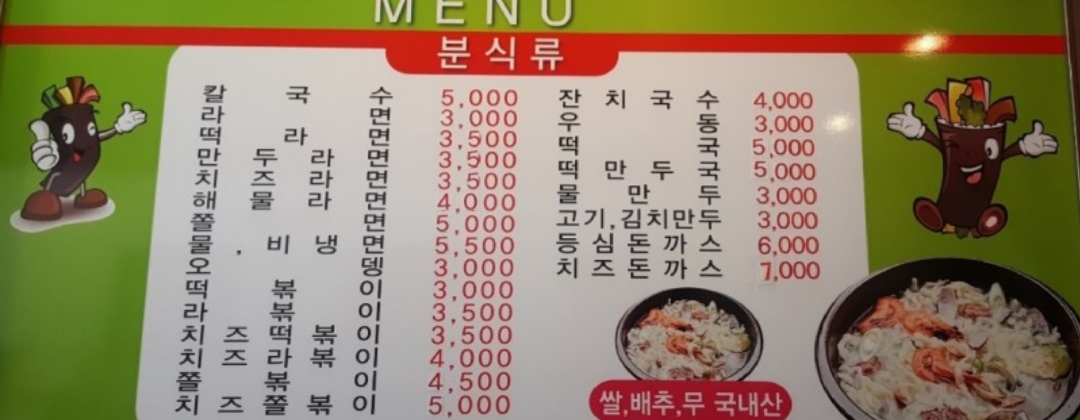 MENU
분식류
칼국수 5,000
라면 3,000
떡라면 3,500
만두라면 3,500
치즈라면 3,500
해물라면 4,000
쫄면 5,000
물,비냉면 5,500
오뎅 3,000
떡볶이 3,000
라볶이 3,500
치즈떡볶이 3,500
치즈라볶이 4,000
쫄볶이 4,500
치즈쫄볶이 5,000
잔치국수 4,000
우동 3,000
떡국 5,000
떡만두국 5,000
물만두 3,000
고기,김치만두 3,000
등심돈까스 6,000
치즈돈까스 7,000
쌀,배추,무 국내산